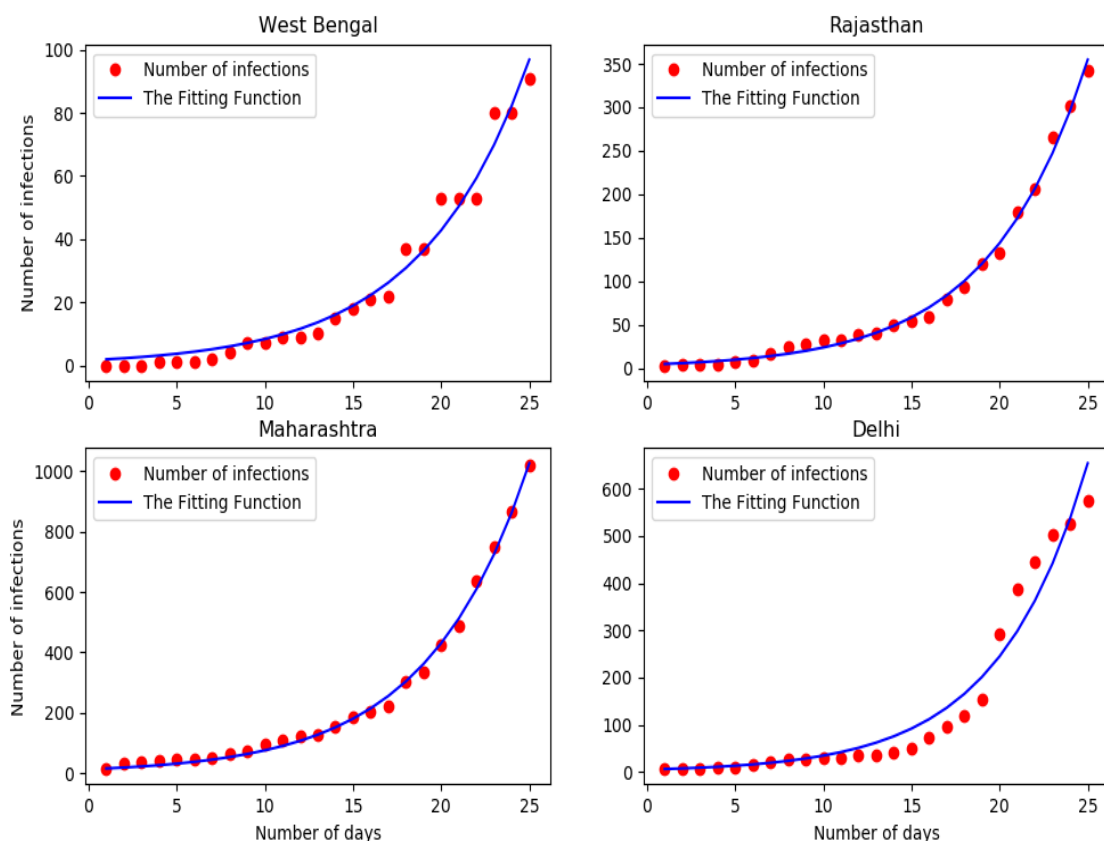 West Bengal
Number of infections
100
80
60
40
20
0
Number of infections
The Fitting Function
0 5 10 15 20 25
Rajasthan
350
300
250
200
150
100
50
0
Number of infections
The Fitting Function
0 5 10 15 20 25
Maharashtra
Number of infections
1000
800
600
400
200
0
Number of infections
The Fitting Function
0 5 10 15 20 25
Number of days
Delhi
600
500
400
300
200
100
0
Number of infections
The Fitting Function
0 5 10 15 20 25
Number of days